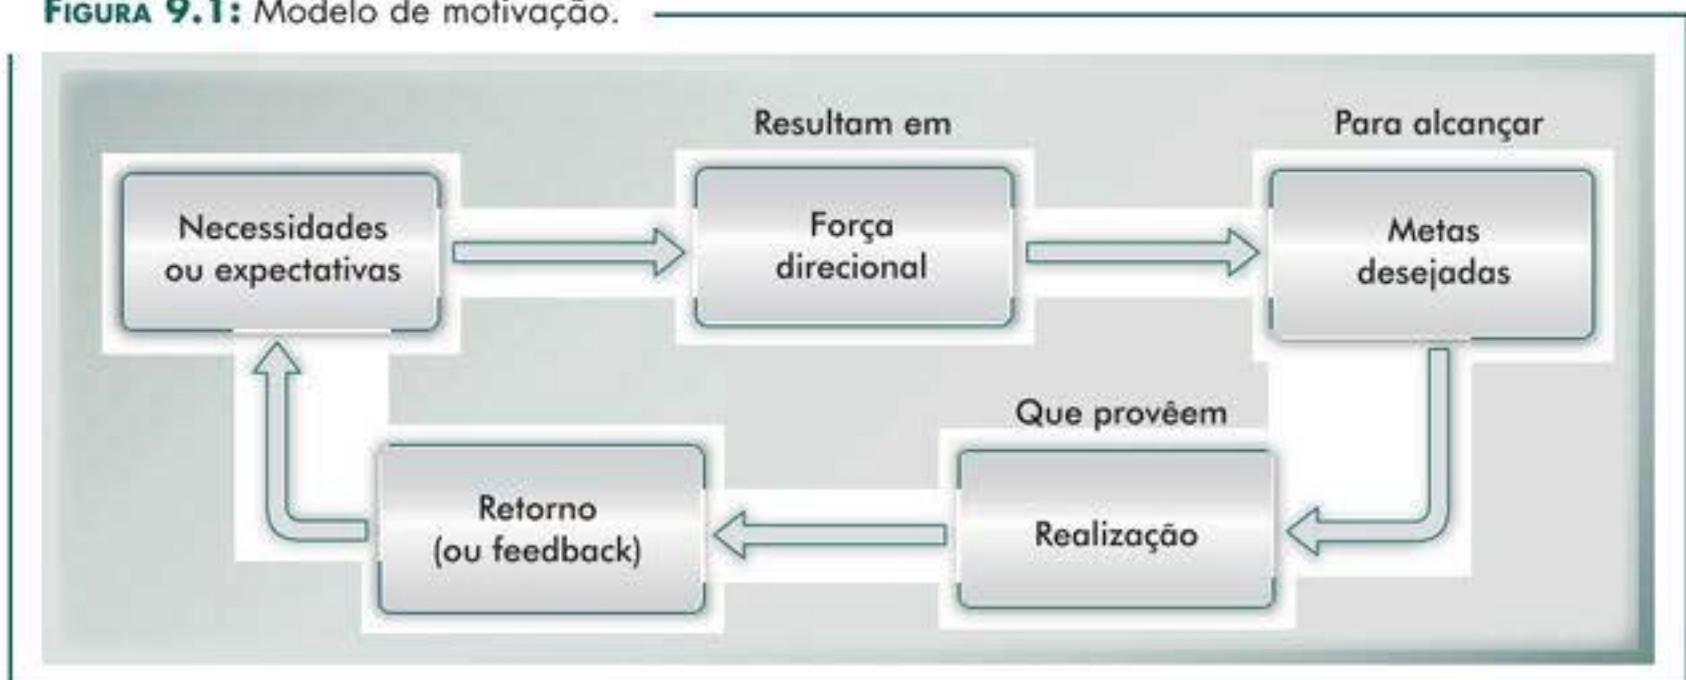 FIGURA 9.1: Modelo de motivação.
Resultam em
Para alcançar
Necessidades
ou expectativas
Força
direcional
Metas
desejadas
Que provêem
Retorno
(ou feedback)
Realização